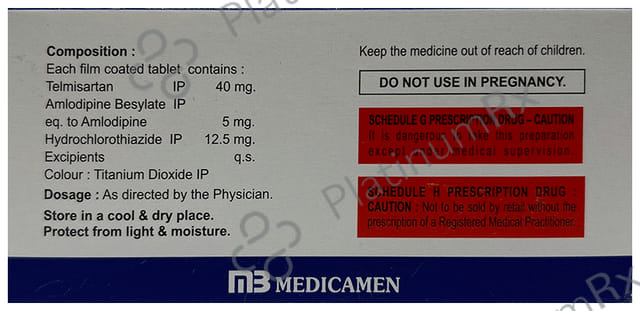 Composition :
Each film coated tablet contains :
Telmisartan IP 40 mg.
Amlodipine Besylate IP
eq. to Amlodipine 5 mg.
Hydrochlorothiazide IP 12.5 mg.
Excipients q.s.
Colour : Titanium Dioxide IP
Dosage : As directed by the Physician.
Store in a cool & dry place.
Protect from light & moisture.
Keep the medicine out of reach of children.
DO NOT USE IN PREGNANCY.
SCHEDULE G PRESCRIPTION DRUG - CAUTION
It is dangerous to take this preparation
except under medical supervision.
SCHEDULE H PRESCRIPTION DRUG :
CAUTION : Not to be sold by retail without the
prescription of a Registered Medical Practitioner.
MB MEDICAMEN
PlatinumRx
PlatinumRx